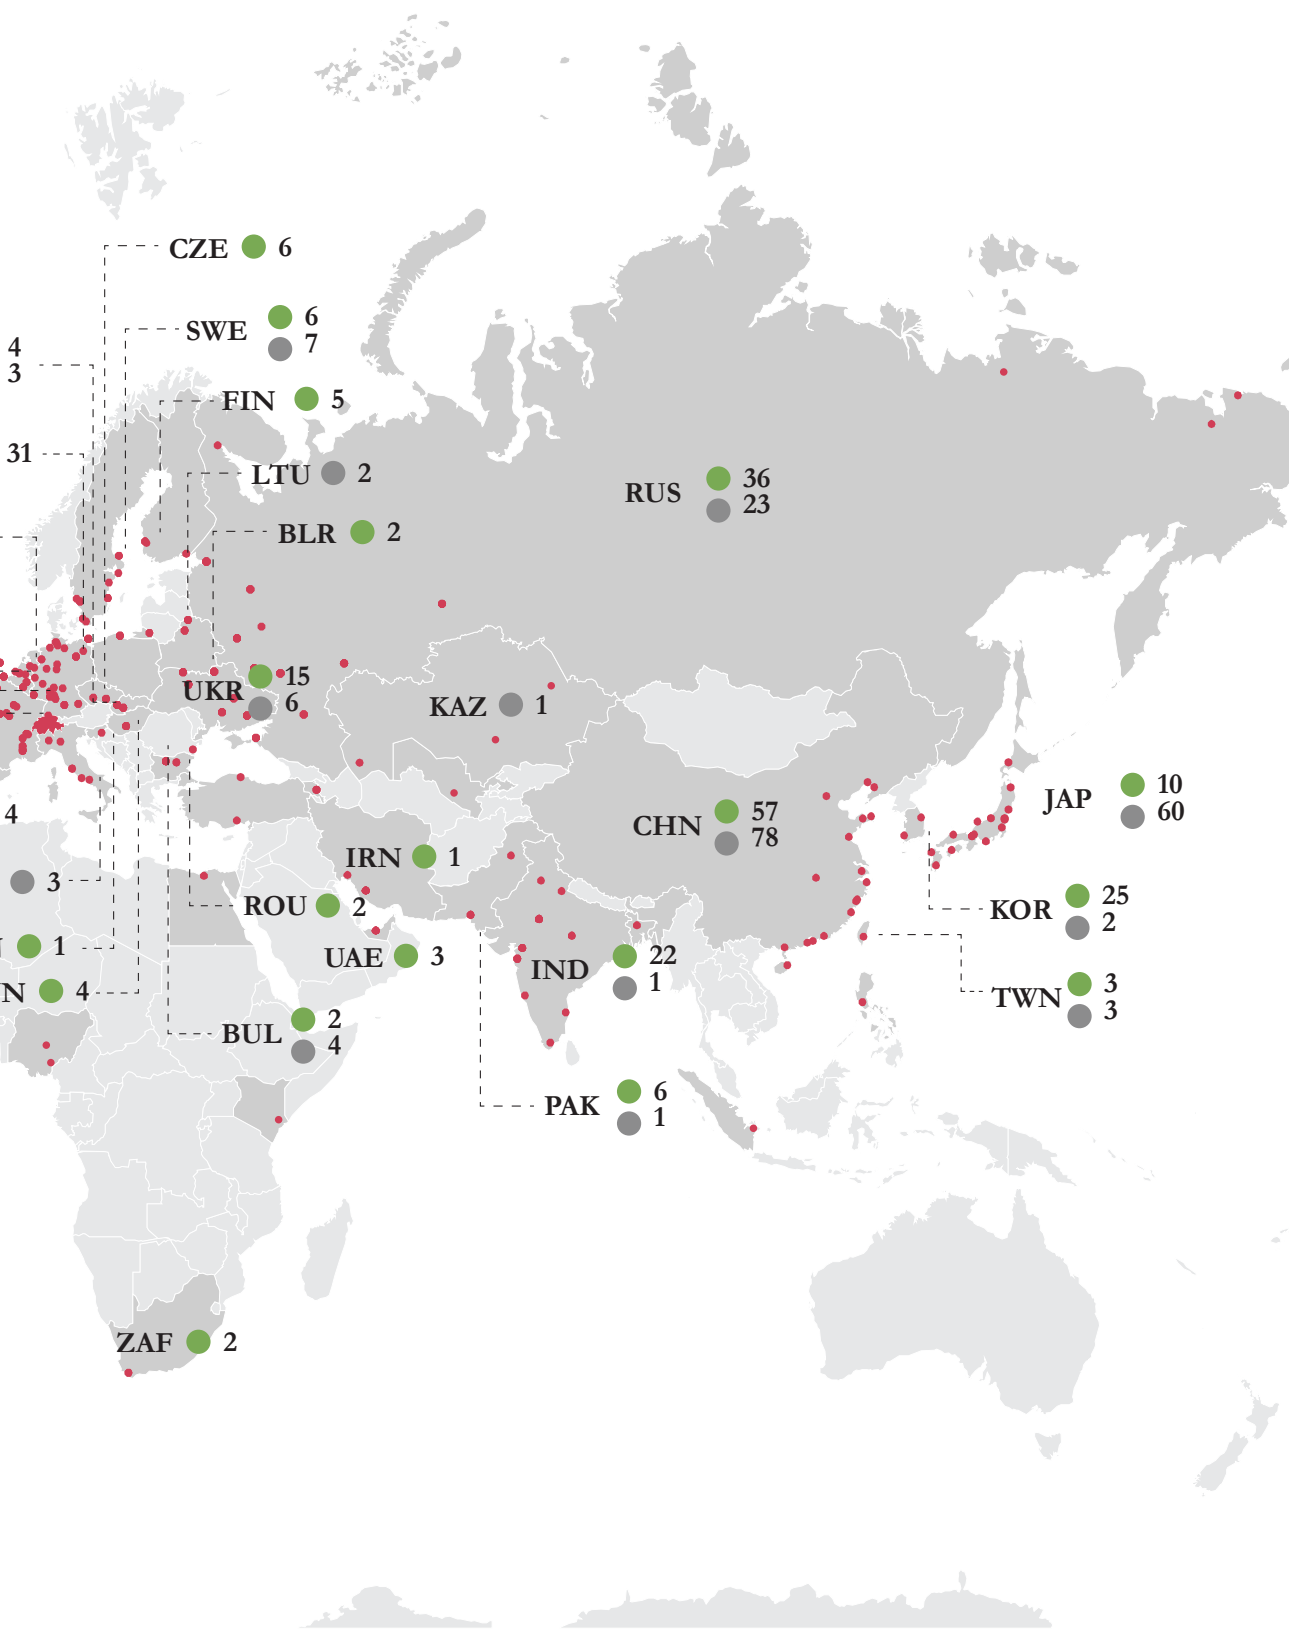 CZE 6
SWE 6
7
4
3
FIN 5
31
LTU 2
RUS 36
23
BLR 2
UKR 15
6
KAZ 1
JAP 10
60
4
CHN 57
78
IRN 1
3
ROU 2
KOR 25
2
1
UAE 3
IND 22
1
N 4
TWN 3
3
BUL 2
4
PAK 6
1
ZAF 2